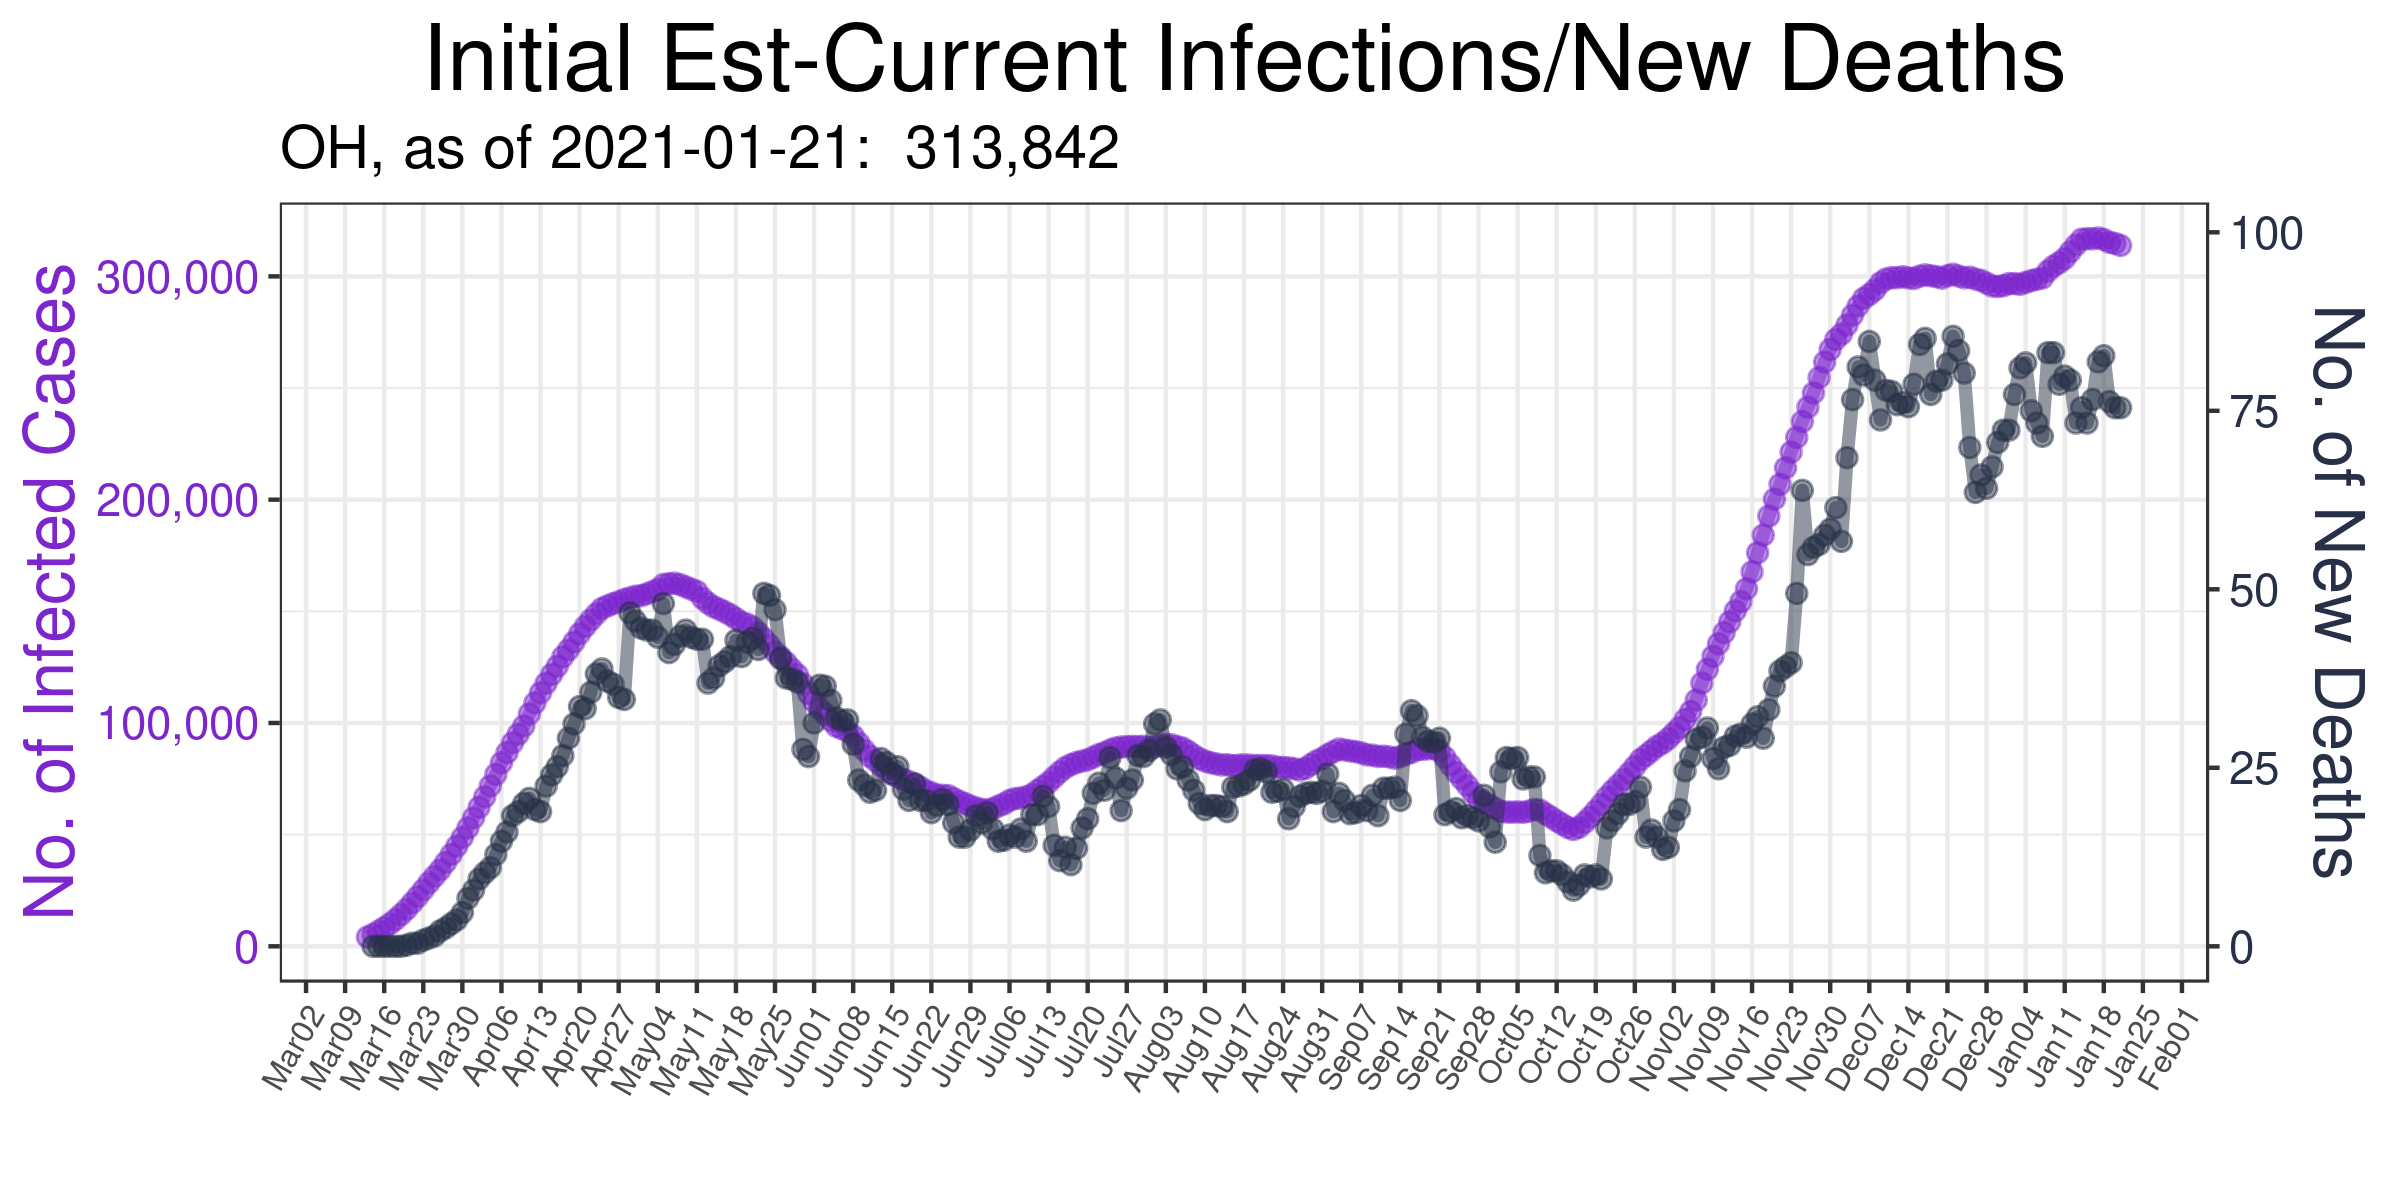 Initial Est-Current Infections/New Deaths
OH, as of 2021-01-21:  313,842
No. of Infected Cases
300,000
200,000
100,000
0
100
75
50
25
0
No. of New Deaths
Mar02
Mar09
Mar16
Mar23
Mar30
Apr06
Apr13
Apr20
Apr27
May04
May11
May18
May25
Jun01
Jun08
Jun15
Jun22
Jun29
Jul06
Jul13
Jul20
Jul27
Aug03
Aug10
Aug17
Aug24
Aug31
Sep07
Sep14
Sep21
Sep28
Oct05
Oct12
Oct19
Oct26
Nov02
Nov09
Nov16
Nov23
Nov30
Dec07
Dec14
Dec21
Dec28
Jan04
Jan11
Jan18
Jan25
Feb01